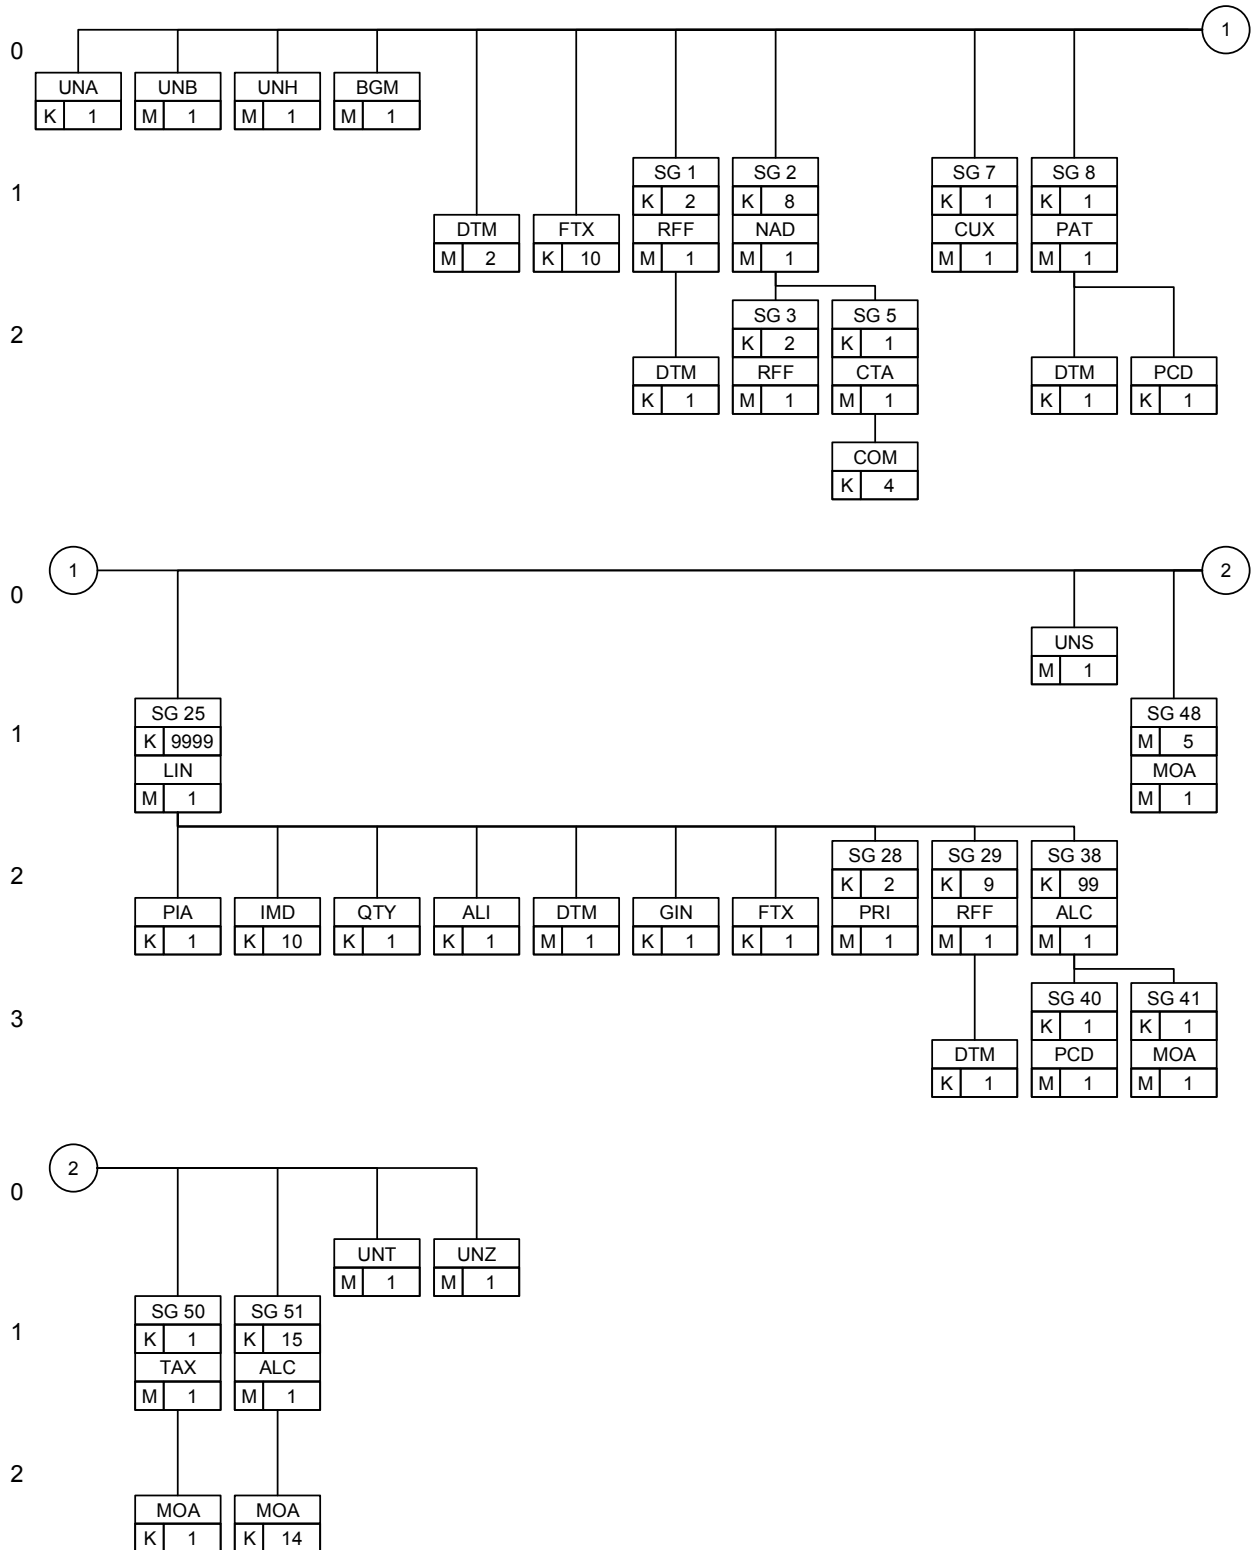 1
0
UNA UNB UNH BGM
K 1 M 1 M 1 M 1
SG 1 SG 2 SG 7 SG 8
1
K 2 K 8 K 1 K 1
DTM FTX RFF NAD CUX PAT
M 2 K 10 M 1 M 1 M 1 M 1
SG 3 SG 5
2
K 2 K 1
DTM RFF CTA DTM PCD
K 1 M 1 M 1 K 1 K 1
COM
K 4
1 2
0
UNS
M 1
SG 25 SG 48
1
K 9999 M 5
LIN MOA
M 1 M 1
SG 28 SG 29 SG 38
2
K 2 K 9 K 99
PIA IMD QTY ALI DTM GIN FTX PRI RFF ALC
K 1 K 10 K 1 K 1 M 1 K 1 K 1 M 1 M 1 M 1
SG 40 SG 41
3
K 1 K 1
DTM PCD MOA
K 1 M 1 M 1
2
0
UNT UNZ
M 1 M 1
SG 50 SG 51
1
K 1 K 15
TAX ALC
M 1 M 1
2
MOA MOA
K 1 K 14